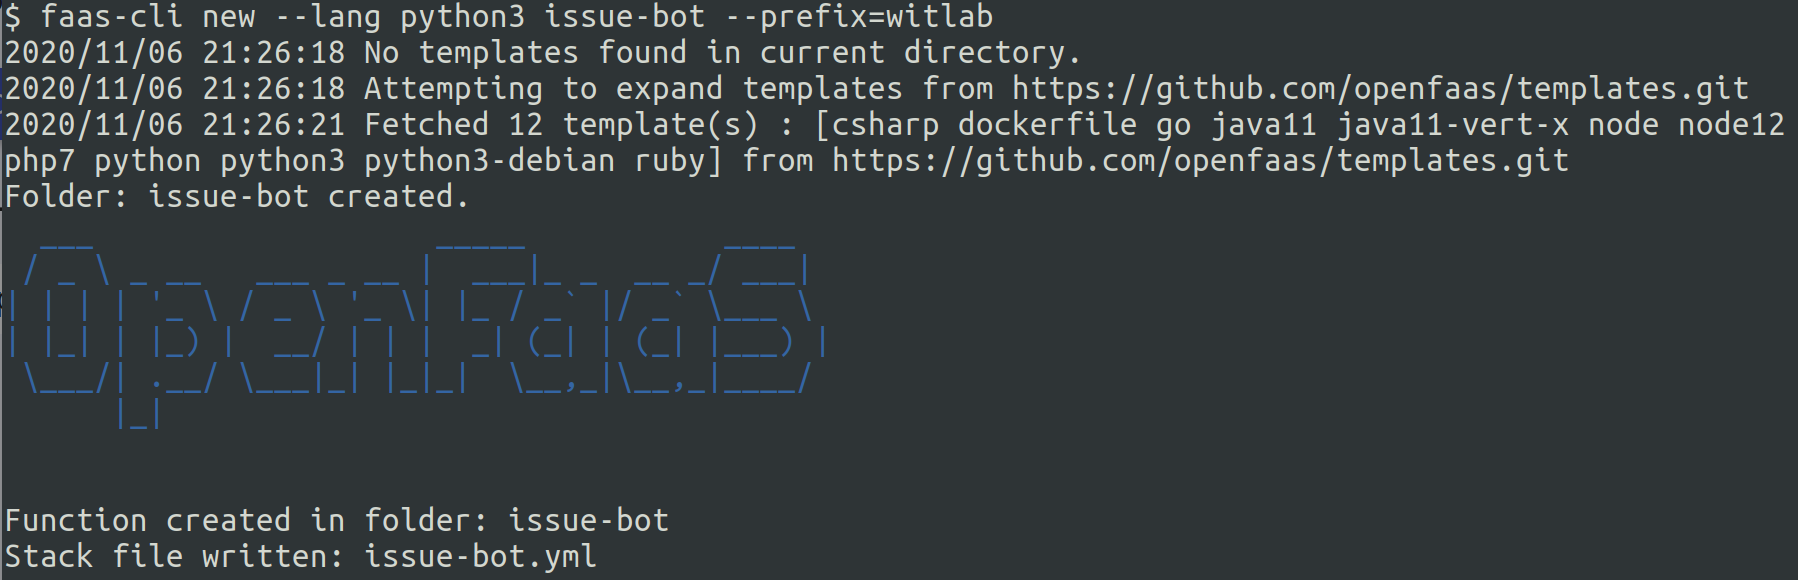 $ faas-cli new --lang python3 issue-bot --prefix=witlab
2020/11/06 21:26:18 No templates found in current directory.
2020/11/06 21:26:18 Attempting to expand templates from https://github.com/openfaas/templates.git
2020/11/06 21:26:21 Fetched 12 template(s) : [csharp dockerfile go java11 java11-vert-x node node12
php7 python python3 python3-debian ruby] from https://github.com/openfaas/templates.git
Folder: issue-bot created.
OpenFaaS
Function created in folder: issue-bot
Stack file written: issue-bot.yml